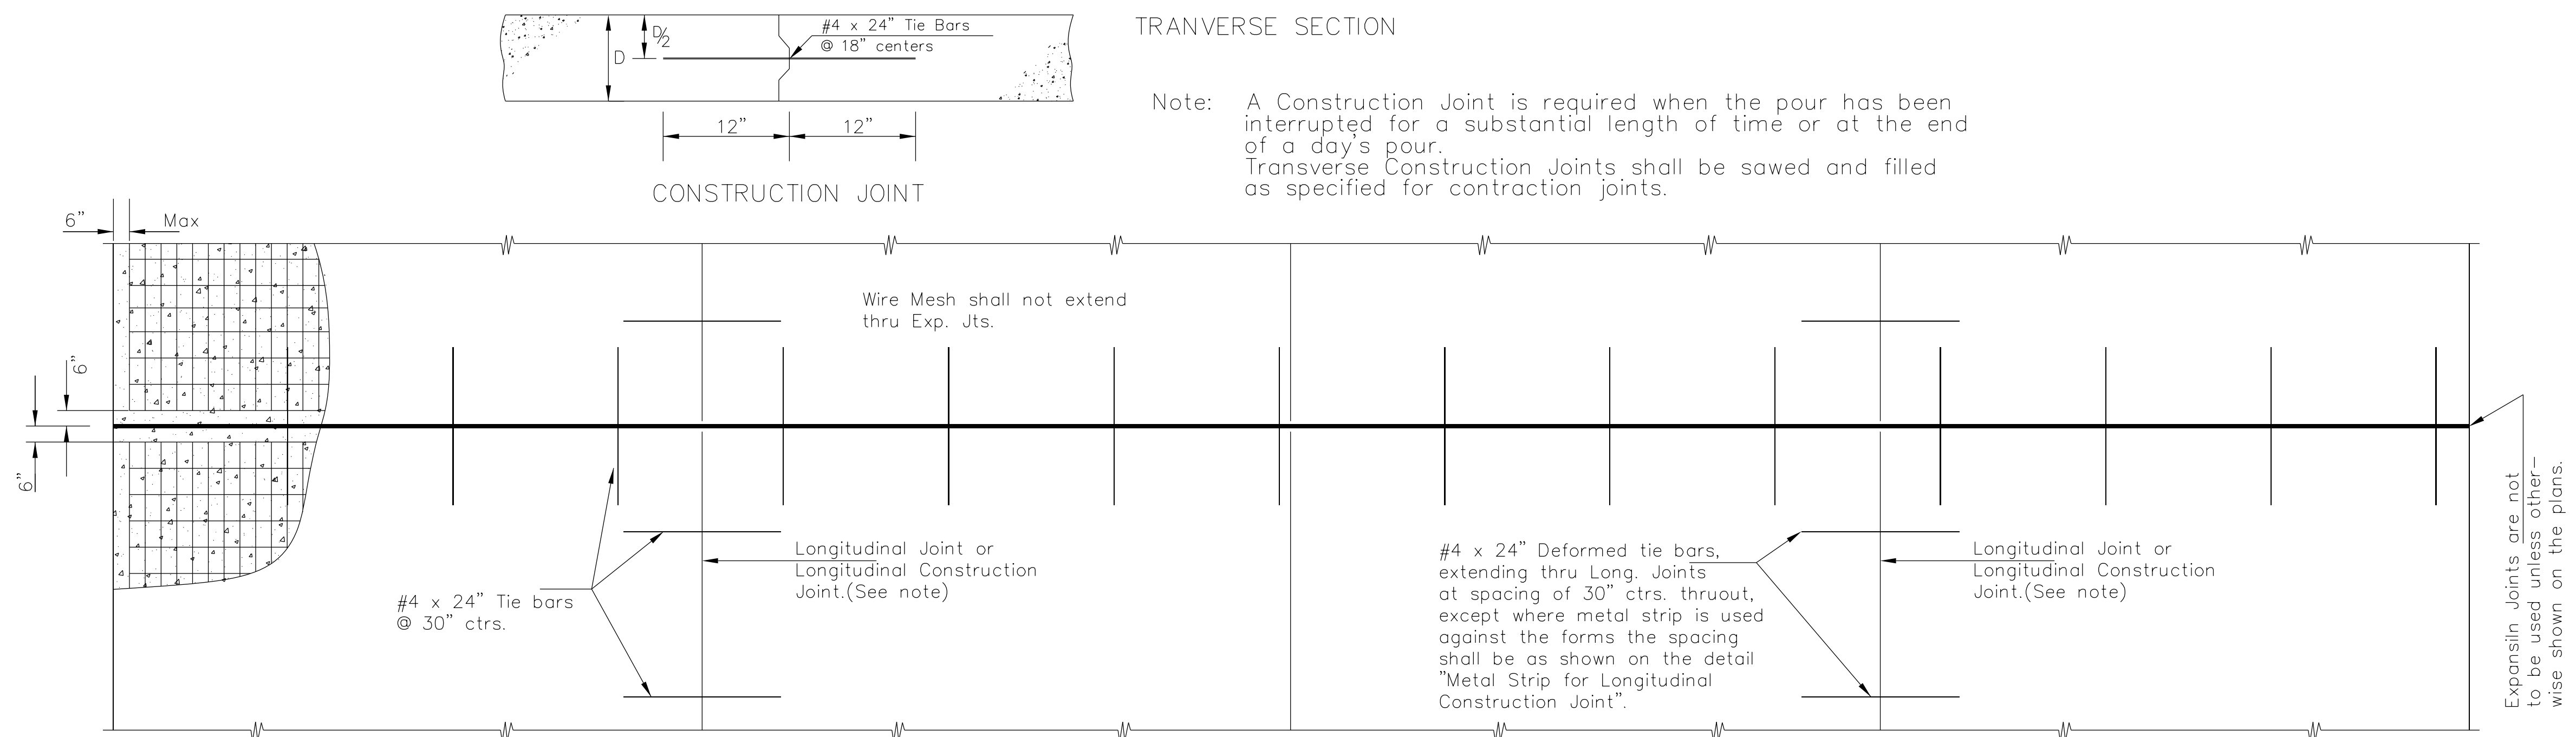 #4 x 24" Tie Bars
@ 18" centers
D/2
D
12"
12"
CONSTRUCTION JOINT
TRANVERSE SECTION
Note: A Construction Joint is required when the pour has been
interrupted for a substantial length of time or at the end
of a day's pour.
Transverse Construction Joints shall be sawed and filled
as specified for contraction joints.
6" Max
6"
6"
Wire Mesh shall not extend
thru Exp. Jts.
#4 x 24" Tie bars
@ 30" ctrs.
Longitudinal Joint or
Longitudinal Construction
Joint.(See note)
#4 x 24" Deformed tie bars,
extending thru Long. Joints
at spacing of 30" ctrs. thruout,
except where metal strip is used
against the forms the spacing
shall be as shown on the detail
"Metal Strip for Longitudinal
Construction Joint".
Longitudinal Joint or
Longitudinal Construction
Joint.(See note)
Expansiln Joints are not
to be used unless other-
wise shown on the plans.